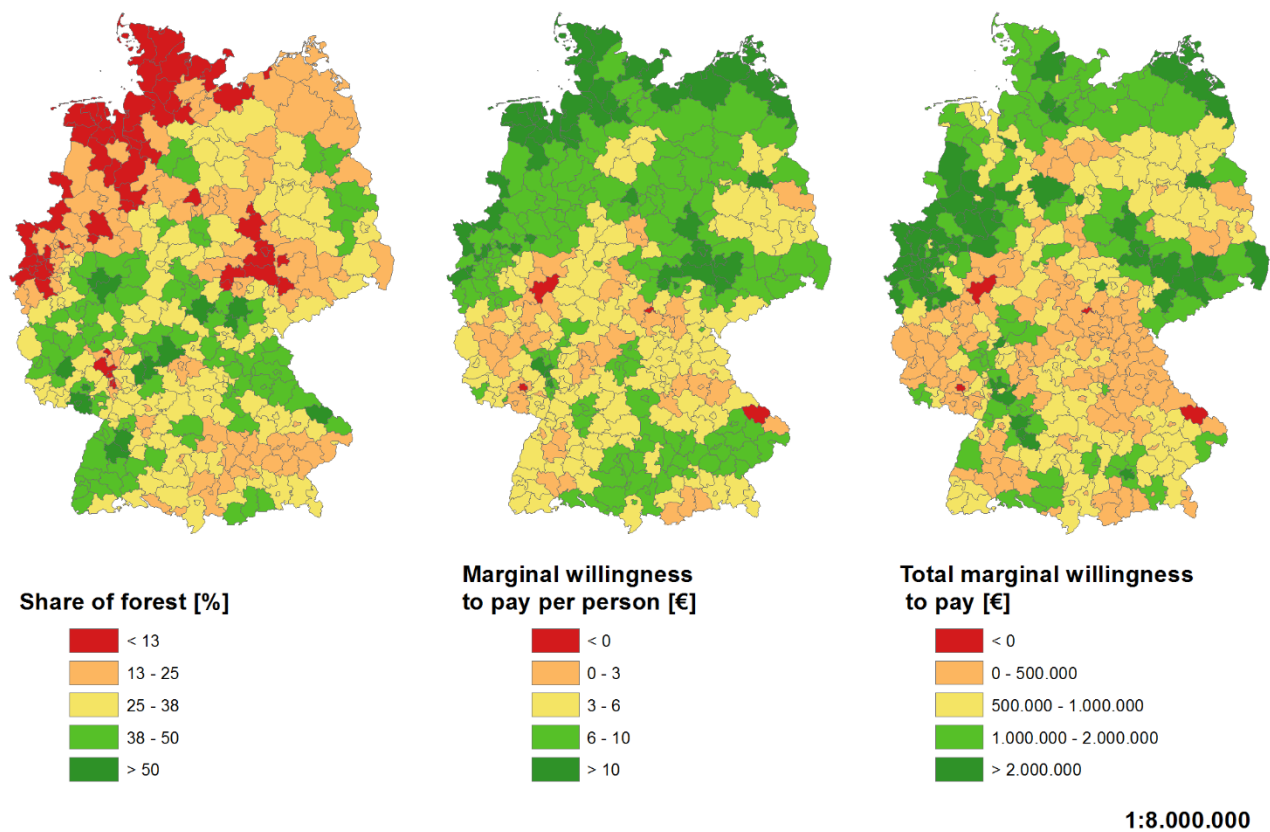 Share of forest [%]
< 13
13 - 25
25 - 38
38 - 50
> 50
Marginal willingness
to pay per person [€]
< 0
0 - 3
3 - 6
6 - 10
> 10
Total marginal willingness
to pay [€]
< 0
0 - 500.000
500.000 - 1.000.000
1.000.000 - 2.000.000
> 2.000.000
1:8.000.000